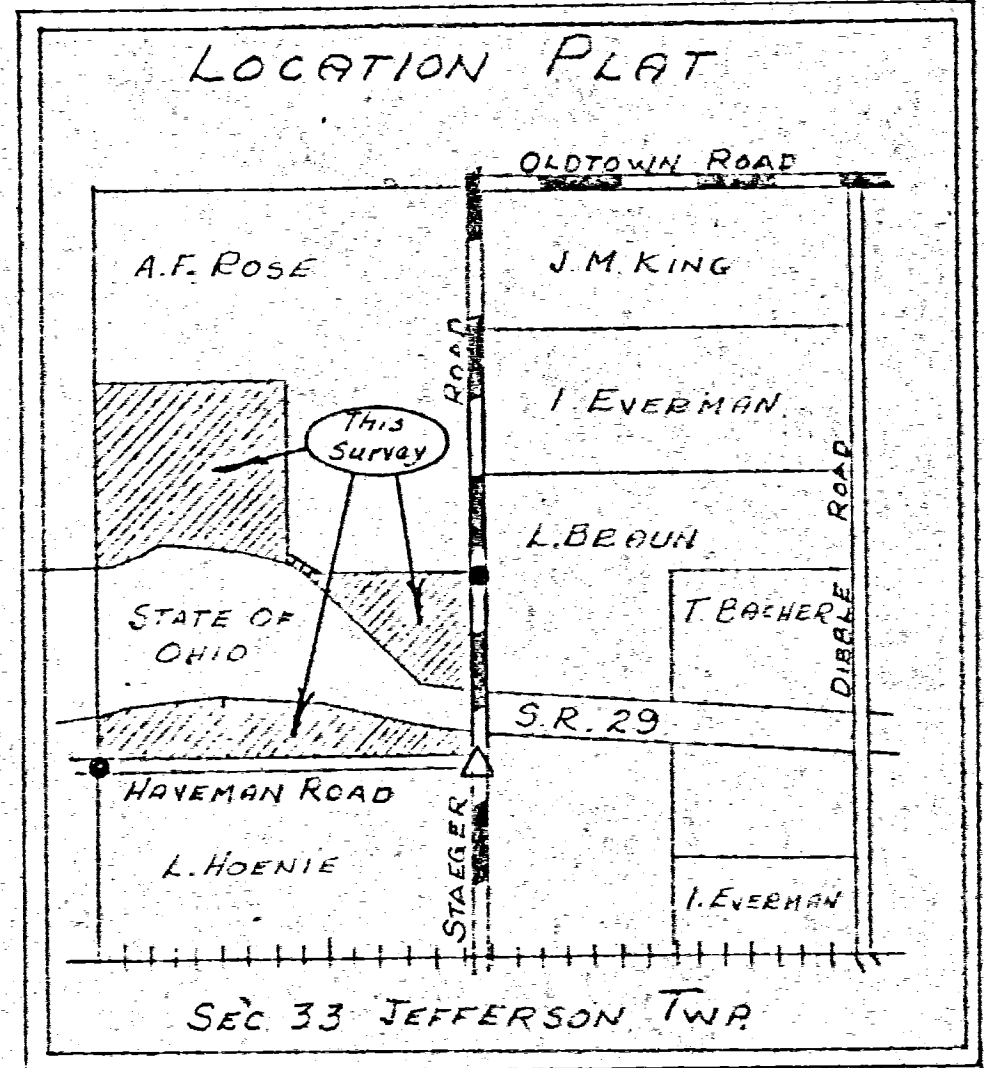 LOCATION PLAT
OLDTOWN ROAD
A.F. ROSE
J.M. KING
ROAD
I. EVERMAN
This
Survey
ROAD
L. BEAUN
STATE OF
OHIO
T. BACHER
DIBBLE
S.R. 29
HAVEMAN ROAD
STAEGER
L. HOENIE
I. EVERMAN
SEC 33 JEFFERSON TWP.